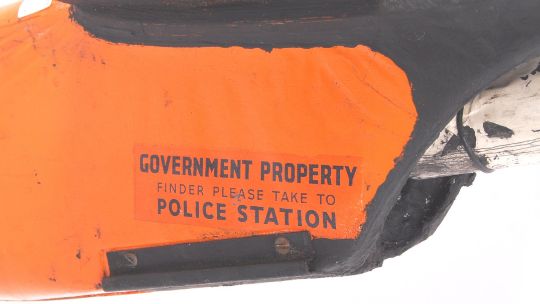 GOVERNMENT PROPERTY
FINDER PLEASE TAKE TO
POLICE STATION